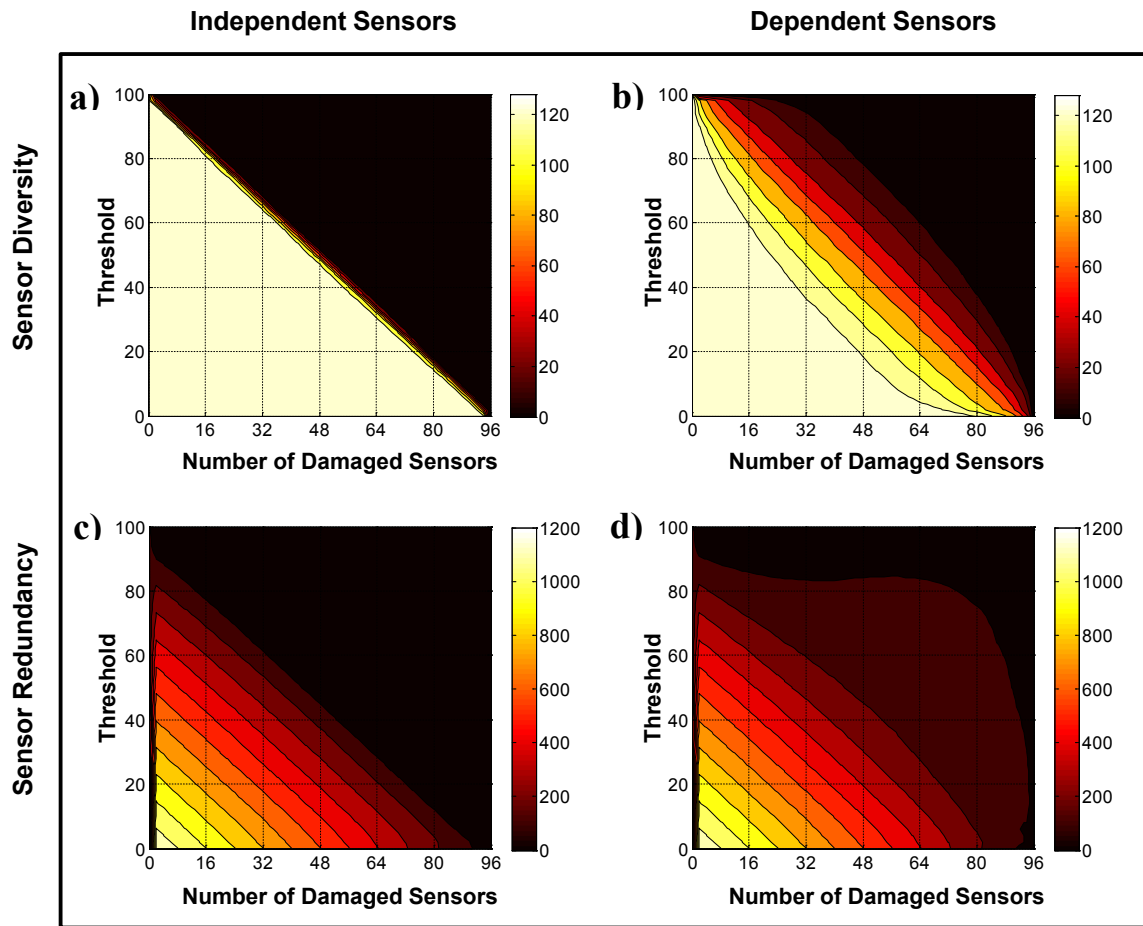 Independent Sensors
Dependent Sensors
Sensor Diversity
Sensor Redundancy
a)
100
80
60
40
20
0
Threshold
0 16 32 48 64 80 96
Number of Damaged Sensors
120
100
80
60
40
20
0
b)
100
80
60
40
20
0
Threshold
0 16 32 48 64 80 96
Number of Damaged Sensors
120
100
80
60
40
20
0
c)
100
80
60
40
20
0
Threshold
0 16 32 48 64 80 96
Number of Damaged Sensors
1200
1000
800
600
400
200
0
d)
100
80
60
40
20
0
Threshold
0 16 32 48 64 80 96
Number of Damaged Sensors
1200
1000
800
600
400
200
0